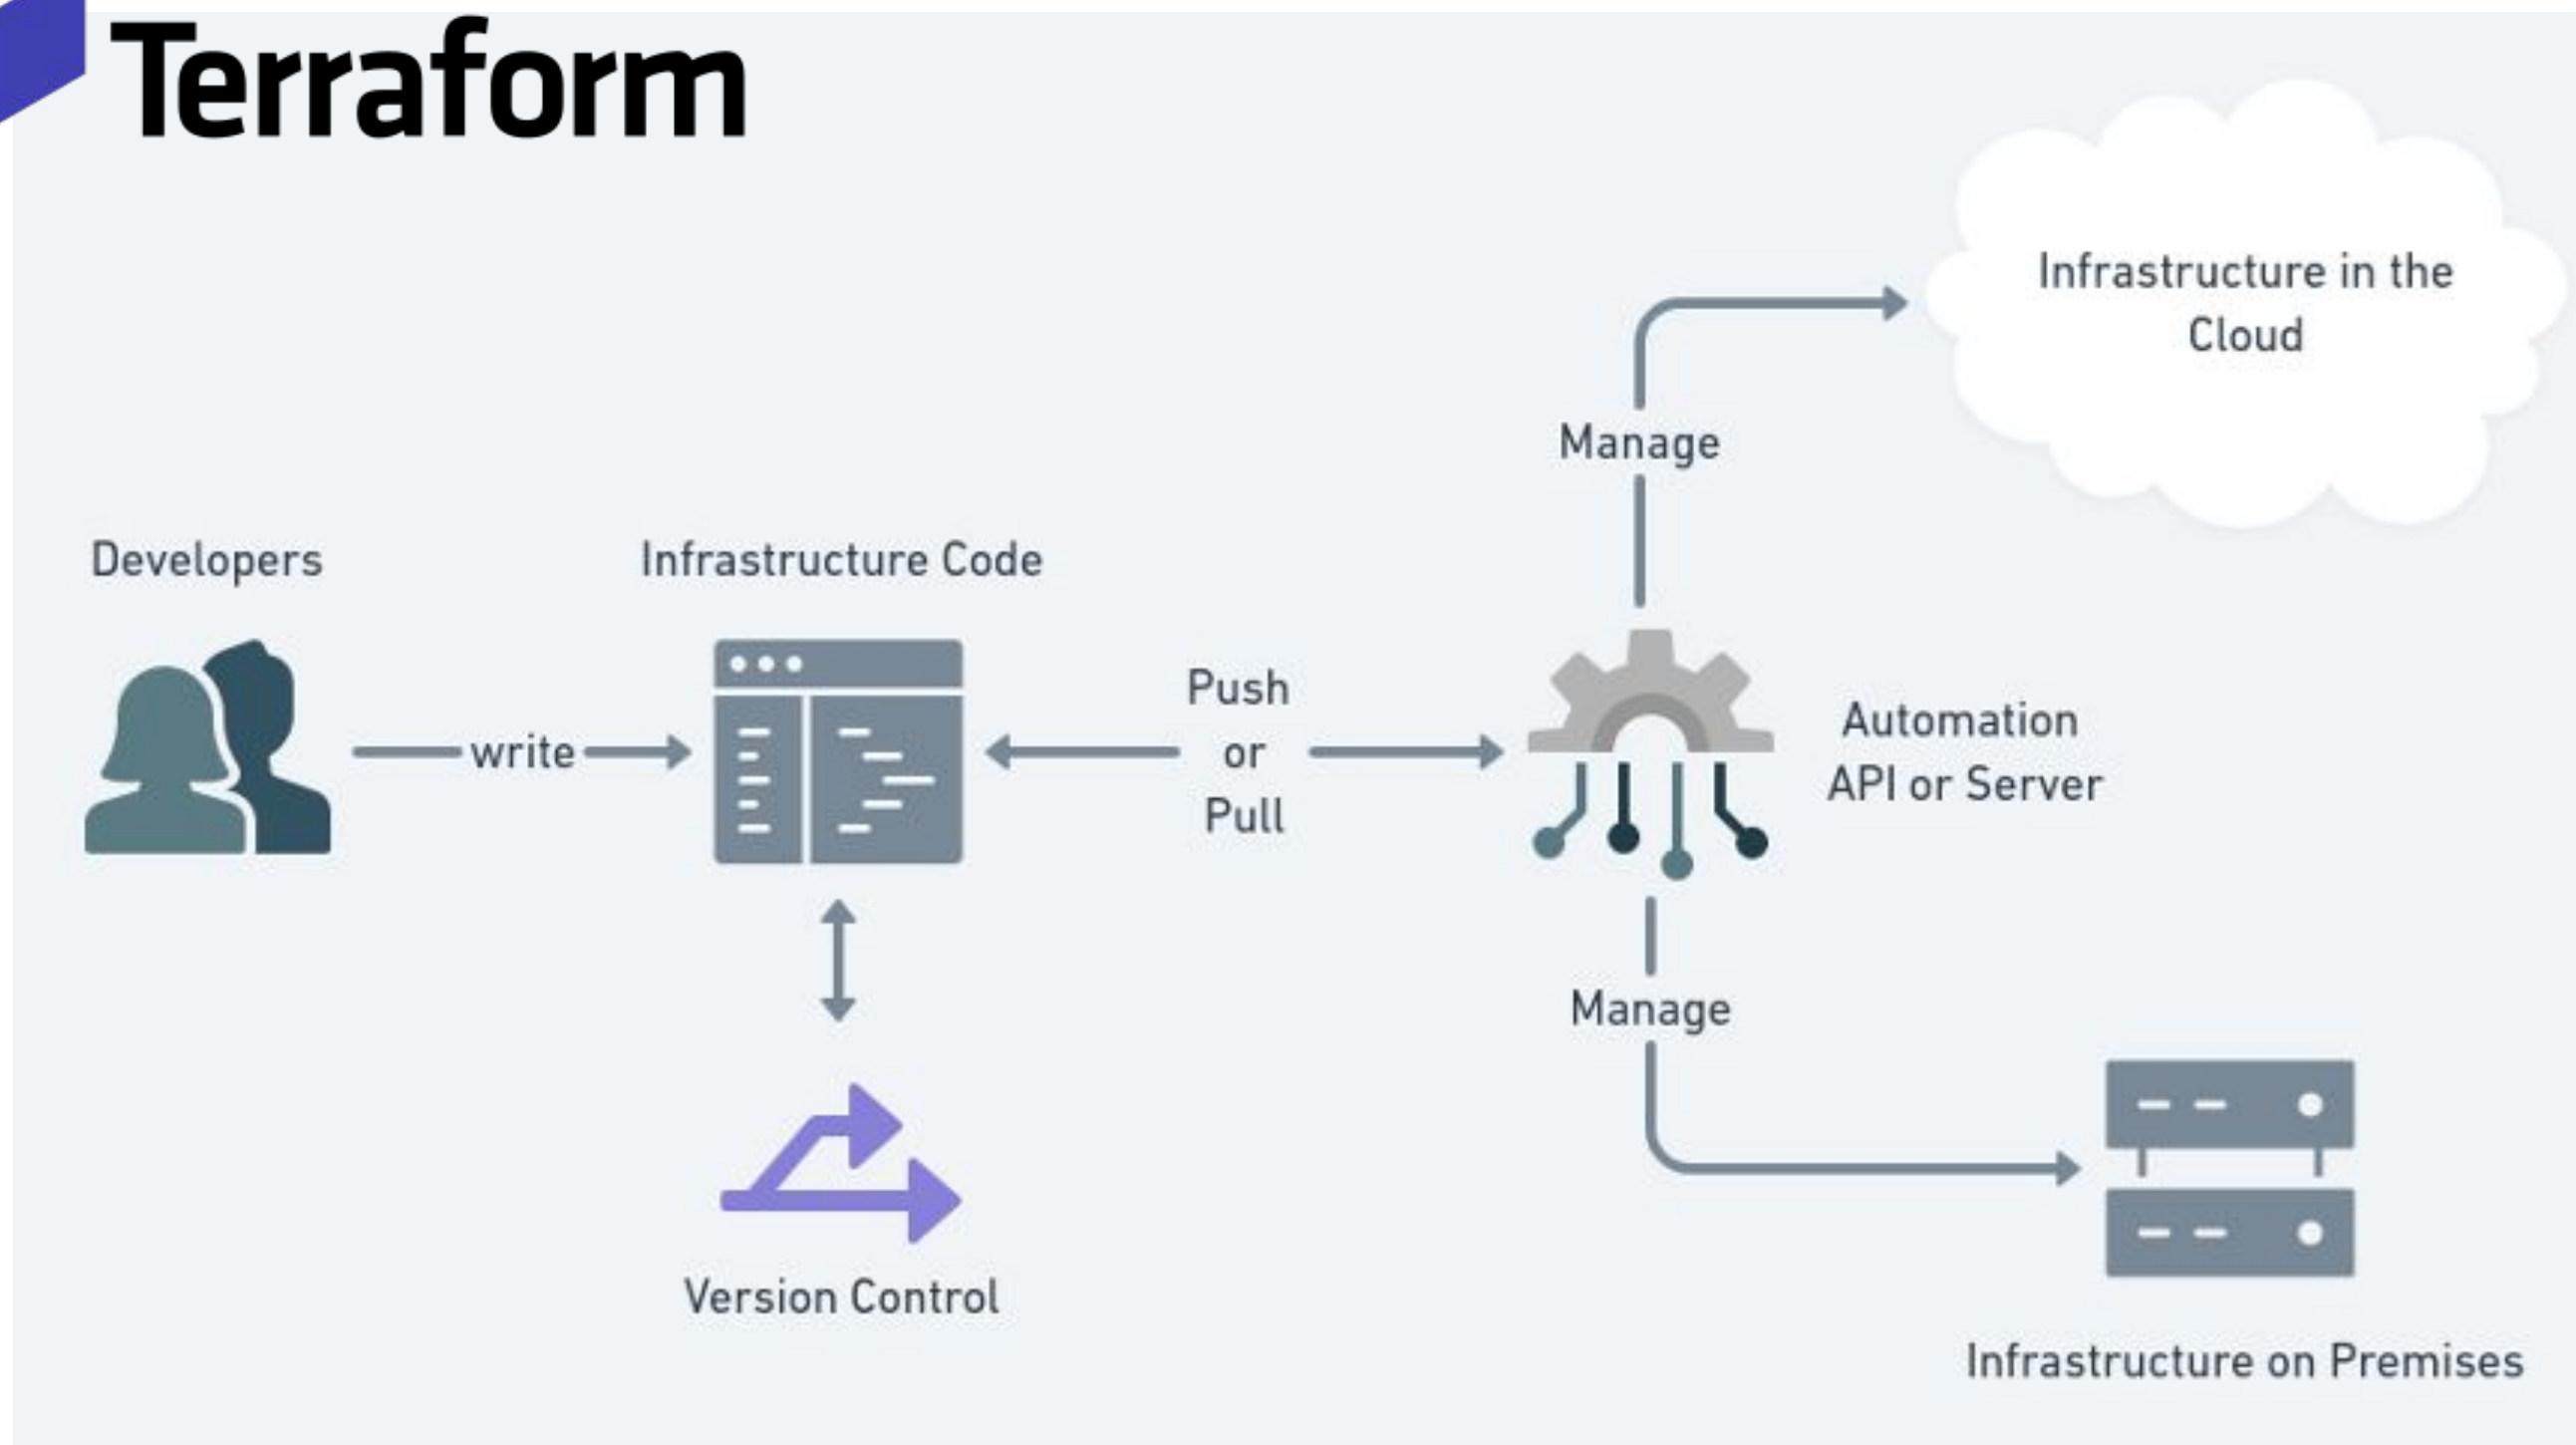 Terraform
Infrastructure in the
Cloud
Manage
Developers
Infrastructure Code
write
Push
or
Pull
Automation
API or Server
Manage
Version Control
Infrastructure on Premises